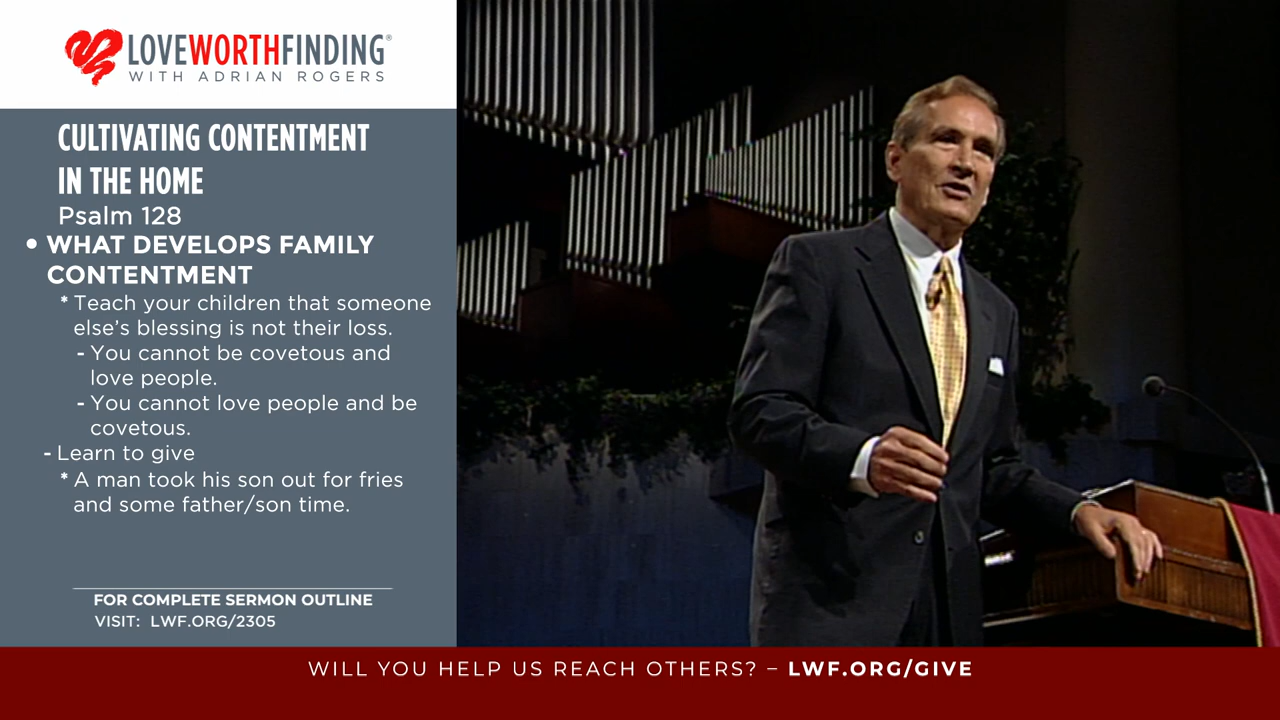 LOVEWORTHFINDING®
WITH ADRIAN ROGERS
CULTIVATING CONTENTMENT
IN THE HOME
Psalm 128
• WHAT DEVELOPS FAMILY
CONTENTMENT
* Teach your children that someone
else’s blessing is not their loss.
- You cannot be covetous and
love people.
- You cannot love people and be
covetous.
- Learn to give
* A man took his son out for fries
and some father/son time.
FOR COMPLETE SERMON OUTLINE
VISIT: LWF.ORG/2305
WILL YOU HELP US REACH OTHERS? – LWF.ORG/GIVE